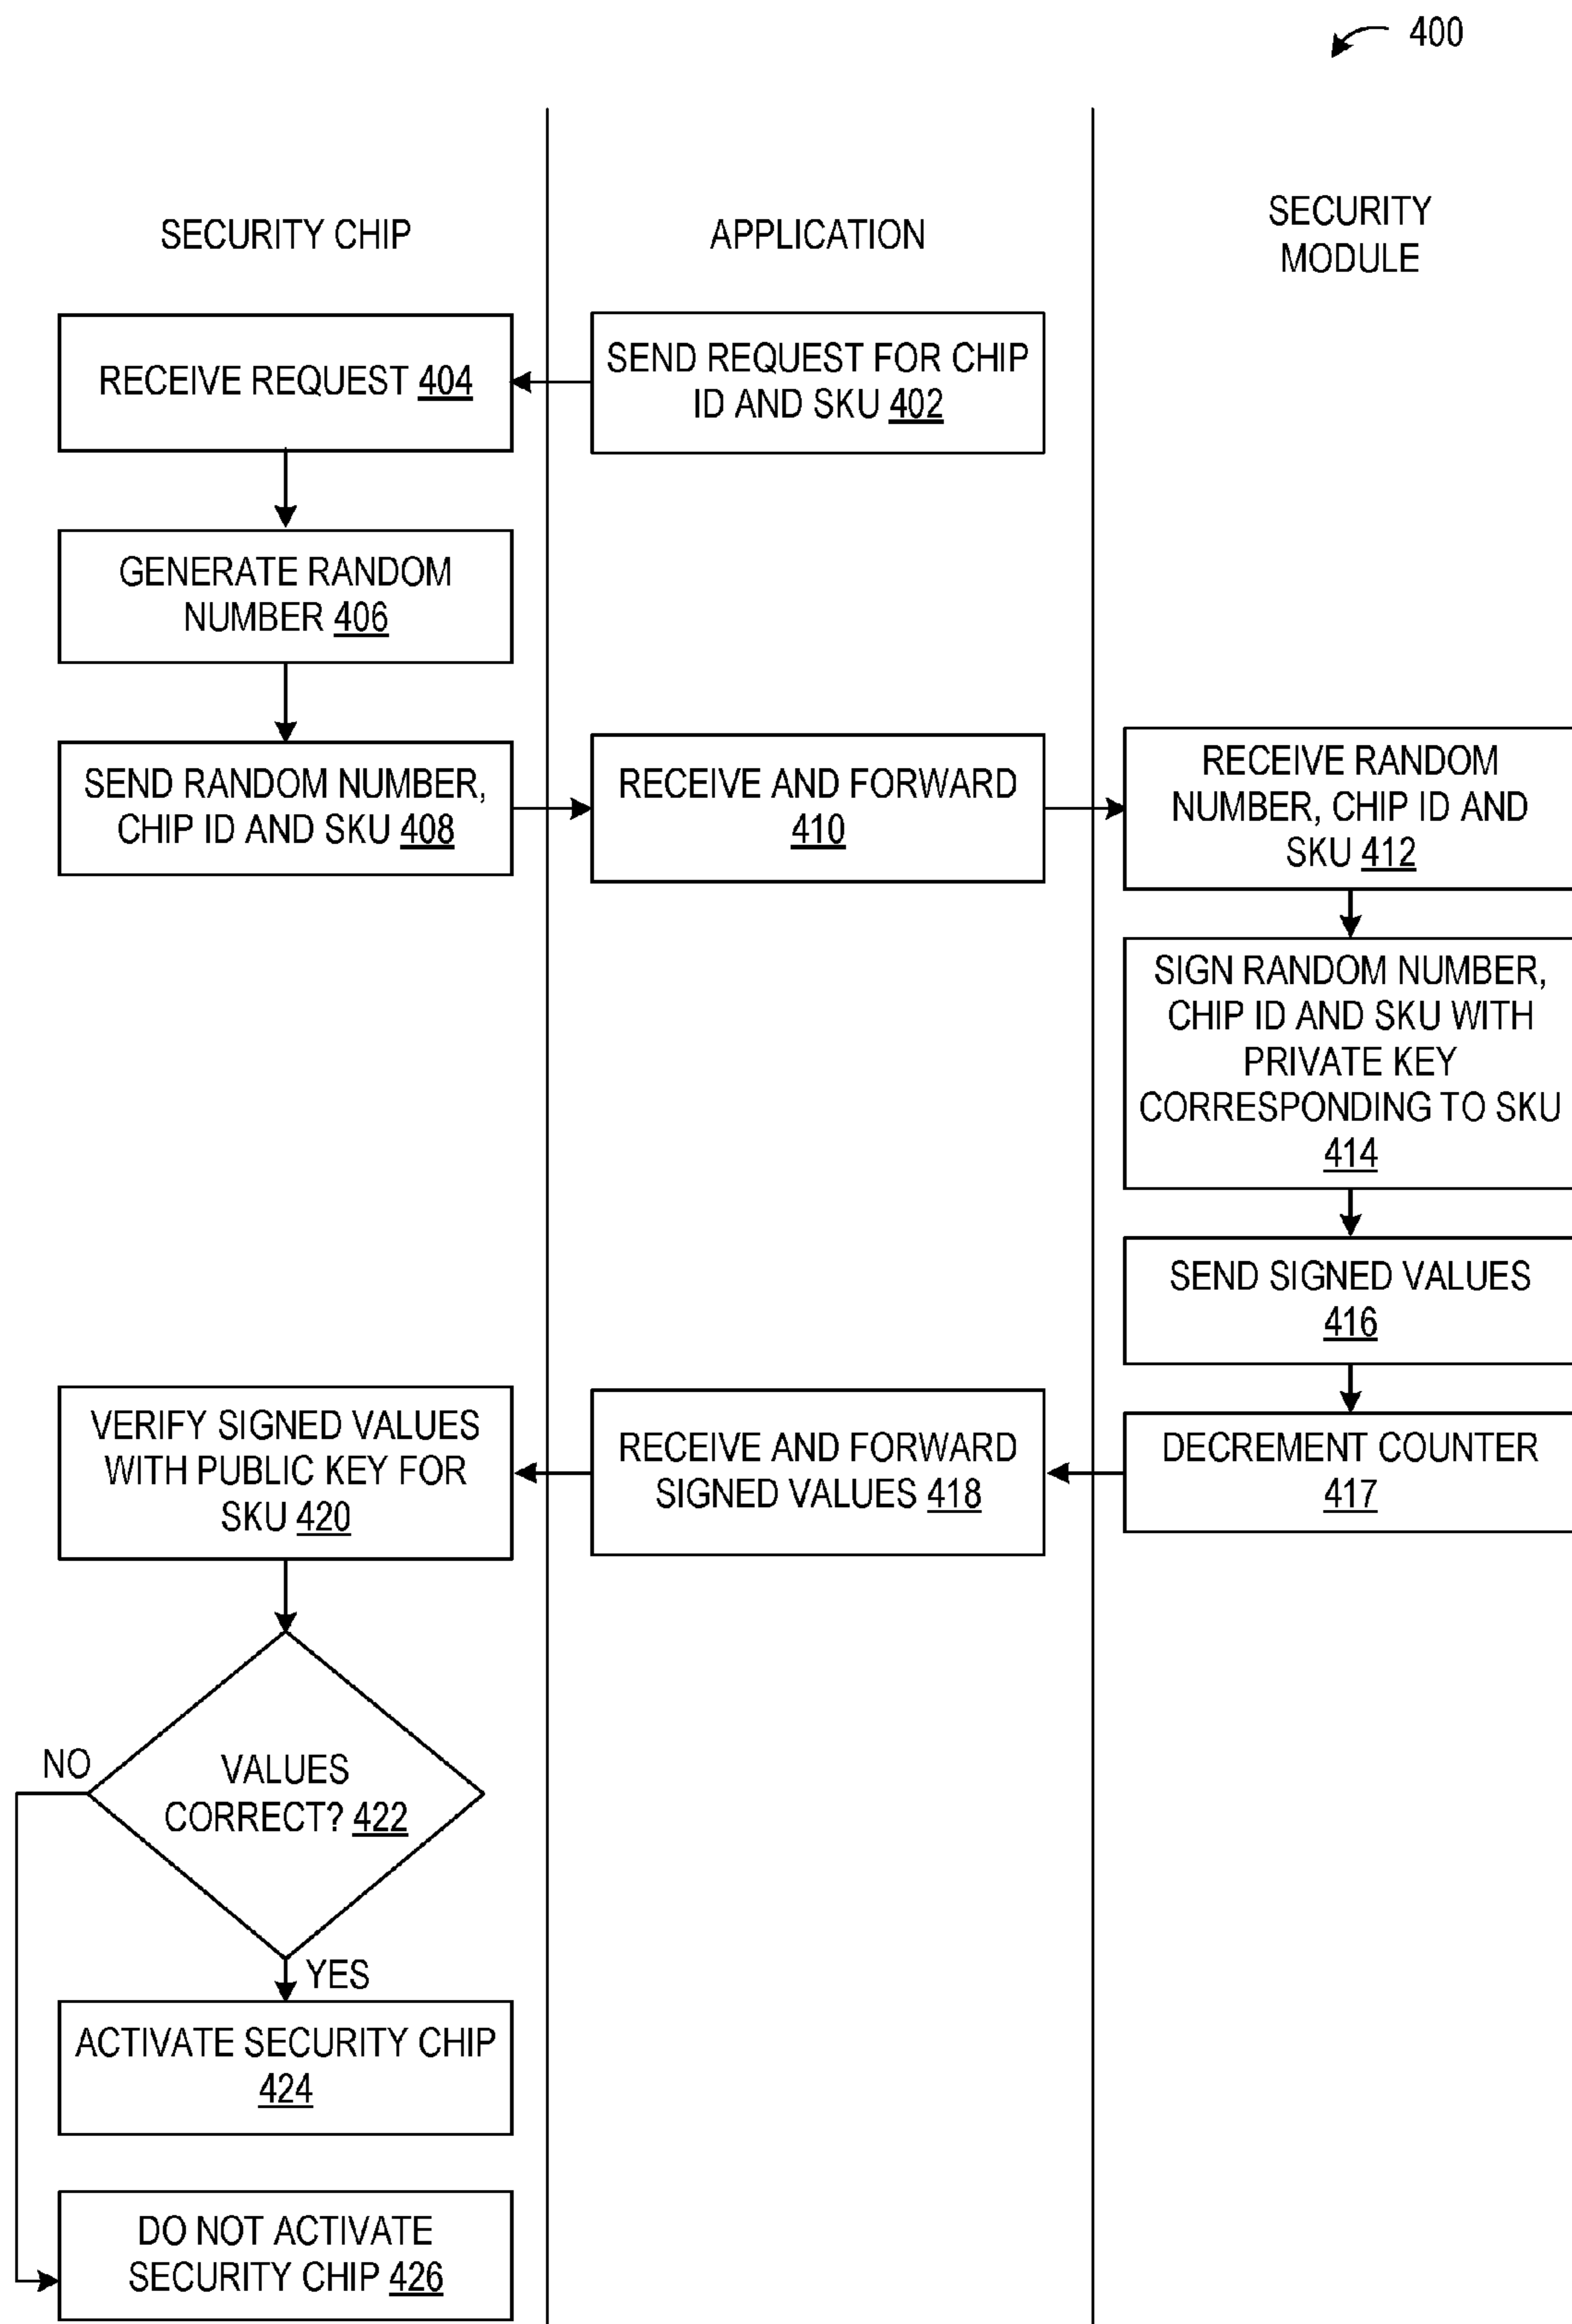 400
SECURITY CHIP
APPLICATION
SECURITY
MODULE
RECEIVE REQUEST 404
SEND REQUEST FOR CHIP
ID AND SKU 402
GENERATE RANDOM
NUMBER 406
SEND RANDOM NUMBER,
CHIP ID AND SKU 408
RECEIVE AND FORWARD
410
RECEIVE RANDOM
NUMBER, CHIP ID AND
SKU 412
SIGN RANDOM NUMBER,
CHIP ID AND SKU WITH
PRIVATE KEY
CORRESPONDING TO SKU
414
SEND SIGNED VALUES
416
DECREMENT COUNTER
417
RECEIVE AND FORWARD
SIGNED VALUES 418
VERIFY SIGNED VALUES
WITH PUBLIC KEY FOR
SKU 420
NO
VALUES
CORRECT? 422
YES
ACTIVATE SECURITY CHIP
424
DO NOT ACTIVATE
SECURITY CHIP 426